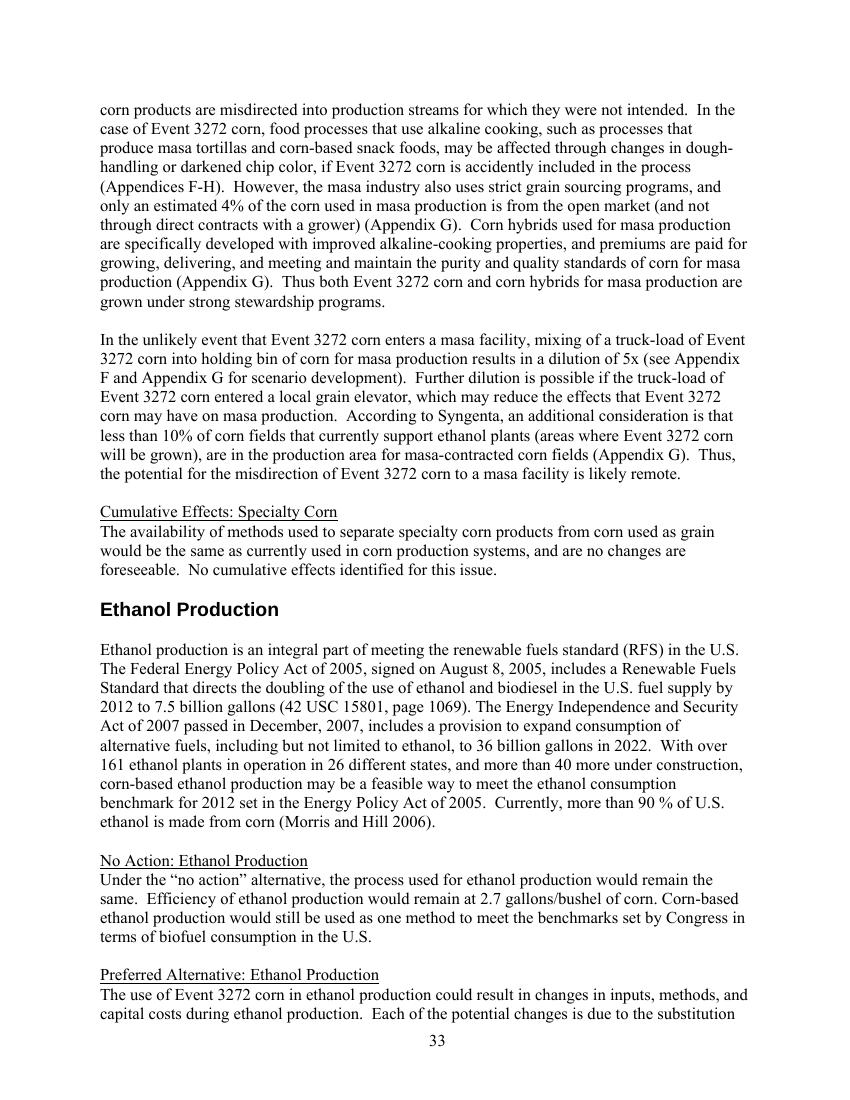 corn products are misdirected into production streams for which they were not intended.  In the
case of Event 3272 corn, food processes that use alkaline cooking, such as processes that
produce masa tortillas and corn-based snack foods, may be affected through changes in dough-
handling or darkened chip color, if Event 3272 corn is accidently included in the process
(Appendices F-H).  However, the masa industry also uses strict grain sourcing programs, and
only an estimated 4% of the corn used in masa production is from the open market (and not
through direct contracts with a grower) (Appendix G).  Corn hybrids used for masa production
are specifically developed with improved alkaline-cooking properties, and premiums are paid for
growing, delivering, and meeting and maintain the purity and quality standards of corn for masa
production (Appendix G).  Thus both Event 3272 corn and corn hybrids for masa production are
grown under strong stewardship programs.

In the unlikely event that Event 3272 corn enters a masa facility, mixing of a truck-load of Event
3272 corn into holding bin of corn for masa production results in a dilution of 5x (see Appendix
F and Appendix G for scenario development).  Further dilution is possible if the truck-load of
Event 3272 corn entered a local grain elevator, which may reduce the effects that Event 3272
corn may have on masa production.  According to Syngenta, an additional consideration is that
less than 10% of corn fields that currently support ethanol plants (areas where Event 3272 corn
will be grown), are in the production area for masa-contracted corn fields (Appendix G).  Thus,
the potential for the misdirection of Event 3272 corn to a masa facility is likely remote.

Cumulative Effects: Specialty Corn
The availability of methods used to separate specialty corn products from corn used as grain
would be the same as currently used in corn production systems, and are no changes are
foreseeable.  No cumulative effects identified for this issue.

Ethanol Production

Ethanol production is an integral part of meeting the renewable fuels standard (RFS) in the U.S.
The Federal Energy Policy Act of 2005, signed on August 8, 2005, includes a Renewable Fuels
Standard that directs the doubling of the use of ethanol and biodiesel in the U.S. fuel supply by
2012 to 7.5 billion gallons (42 USC 15801, page 1069). The Energy Independence and Security
Act of 2007 passed in December, 2007, includes a provision to expand consumption of
alternative fuels, including but not limited to ethanol, to 36 billion gallons in 2022.  With over
161 ethanol plants in operation in 26 different states, and more than 40 more under construction,
corn-based ethanol production may be a feasible way to meet the ethanol consumption
benchmark for 2012 set in the Energy Policy Act of 2005.  Currently, more than 90 % of U.S.
ethanol is made from corn (Morris and Hill 2006).

No Action: Ethanol Production
Under the “no action” alternative, the process used for ethanol production would remain the
same.  Efficiency of ethanol production would remain at 2.7 gallons/bushel of corn. Corn-based
ethanol production would still be used as one method to meet the benchmarks set by Congress in
terms of biofuel consumption in the U.S.

Preferred Alternative: Ethanol Production
The use of Event 3272 corn in ethanol production could result in changes in inputs, methods, and
capital costs during ethanol production.  Each of the potential changes is due to the substitution
33